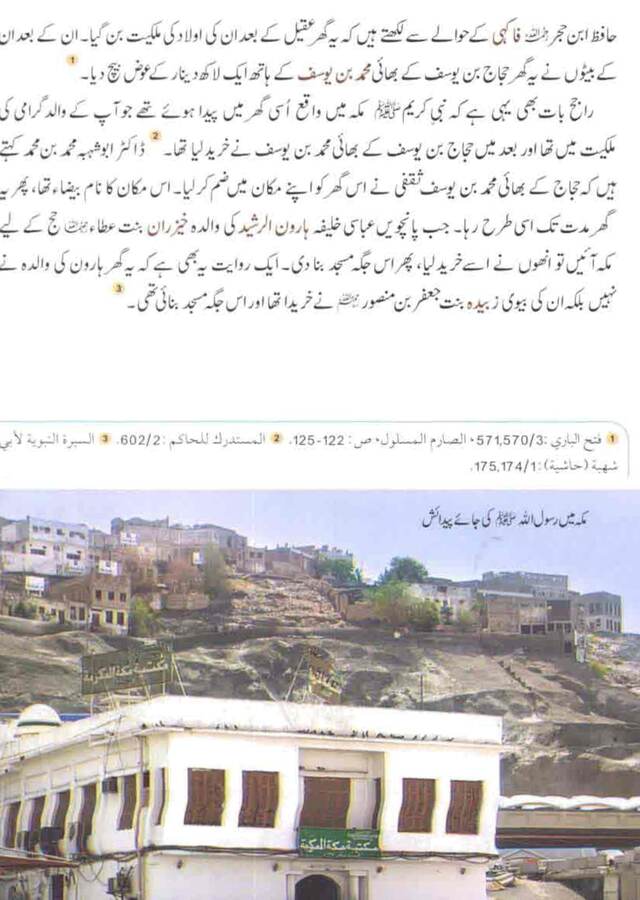 حافظ ابن حجر رحمہ اللہ فاکہی کے حوالے سے لکھتے ہیں کہ یہ گھر عقیل کے بعد ان کی اولاد کی ملکیت بن گیا۔ ان کے بعد ان
کے بیٹوں نے یہ گھر حجاج بن یوسف کے بھائی محمد بن یوسف کے ہاتھ ایک لاکھ دینار کے عوض بیچ دیا۔ 1
راجح بات بھی یہی ہے کہ نبی کریم ﷺ مکہ میں واقع اُسی گھر میں پیدا ہوئے تھے جو آپ کے والد گرامی کی
ملکیت میں تھا اور بعد میں حجاج بن یوسف کے بھائی محمد بن یوسف نے خرید لیا تھا۔ 2 ڈاکٹر ابو شہبہ محمد بن محمد کہتے
ہیں کہ حجاج کے بھائی محمد بن یوسف ثقفی نے اس گھر کو اپنے مکان میں ضم کر لیا۔ اس مکان کا نام بیضاء تھا، پھر یہ
گھر مدت تک اسی طرح رہا۔ جب پانچویں عباسی خلیفہ ہارون الرشید کی والدہ خیزران بنت عطاء رحمہا اللہ حج کے لیے
مکہ آئیں تو انھوں نے اسے خرید لیا، پھر اس جگہ مسجد بنا دی۔ ایک روایت یہ بھی ہے کہ یہ گھر ہارون کی والدہ نے
نہیں بلکہ ان کی بیوی زبیدہ بنت جعفر بن منصور رحمہ اللہ نے خریدا تھا اور اس جگہ مسجد بنائی تھی۔ 3
1 فتح الباري: 571,570/3، الصارم المسلول، ص: 122-125. 2 المستدرك للحاكم: 602/2. 3 السيرة النبوية لأبي
شهبة (حاشية): 175,174/1.
مکہ میں رسول اللہ ﷺ کی جائے پیدائش
مكتبة مكة المكرمة
مكتبة مكة المكرمة